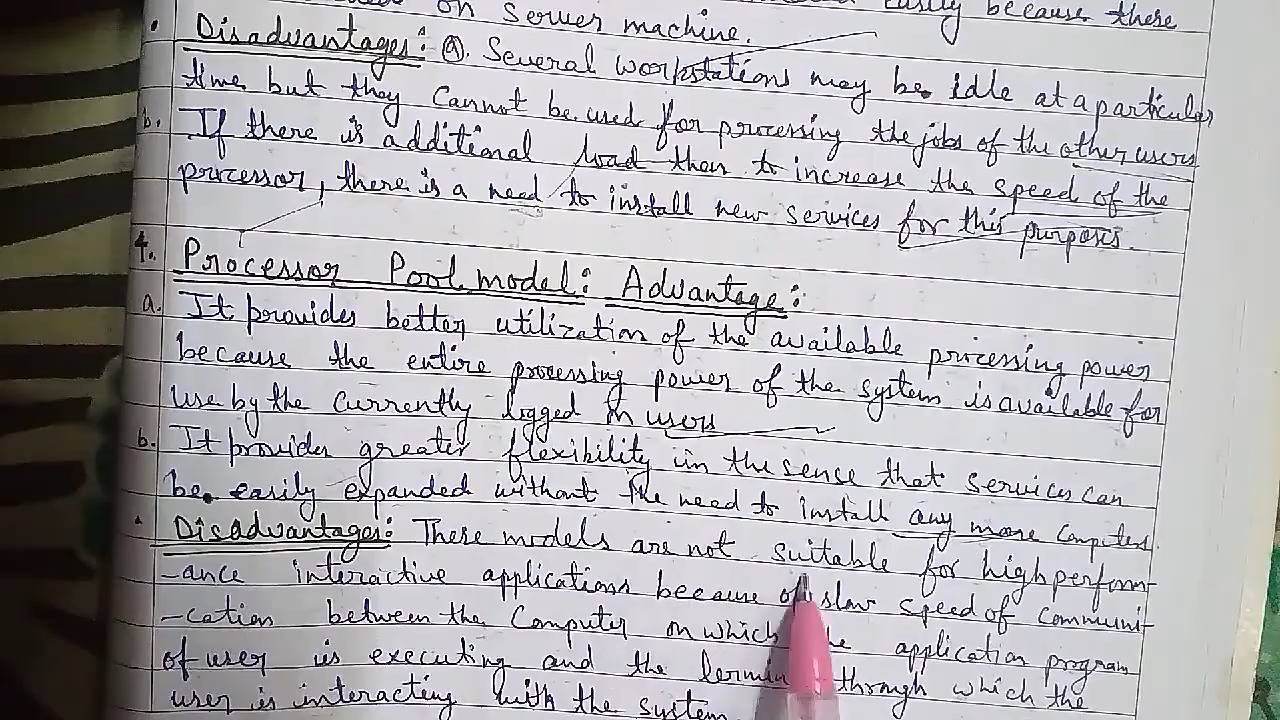 on Server machine. easily because there
• Disadvantages: ⓐ. Several workstations may be idle at a particular
time but they cannot be used for processing the jobs of the other users
b. If there is additional load then to increase the speed of the
processor, there is a need to install new services for this purposes.
4. Processor Pool model: Advantage:
a. It provides better utilization of the available processing power
because the entire processing power of the system is available for
use by the currently logged in users
b. It provides greater flexibility in the sense that services can
be easily expanded without the need to install any more computers.
• Disadvantages: These models are not suitable for high perform-
-ance interactive applications because of slow speed of communi-
-cation between the Computer on which application program
of user is executing and the through which the
user is interacting with the system.